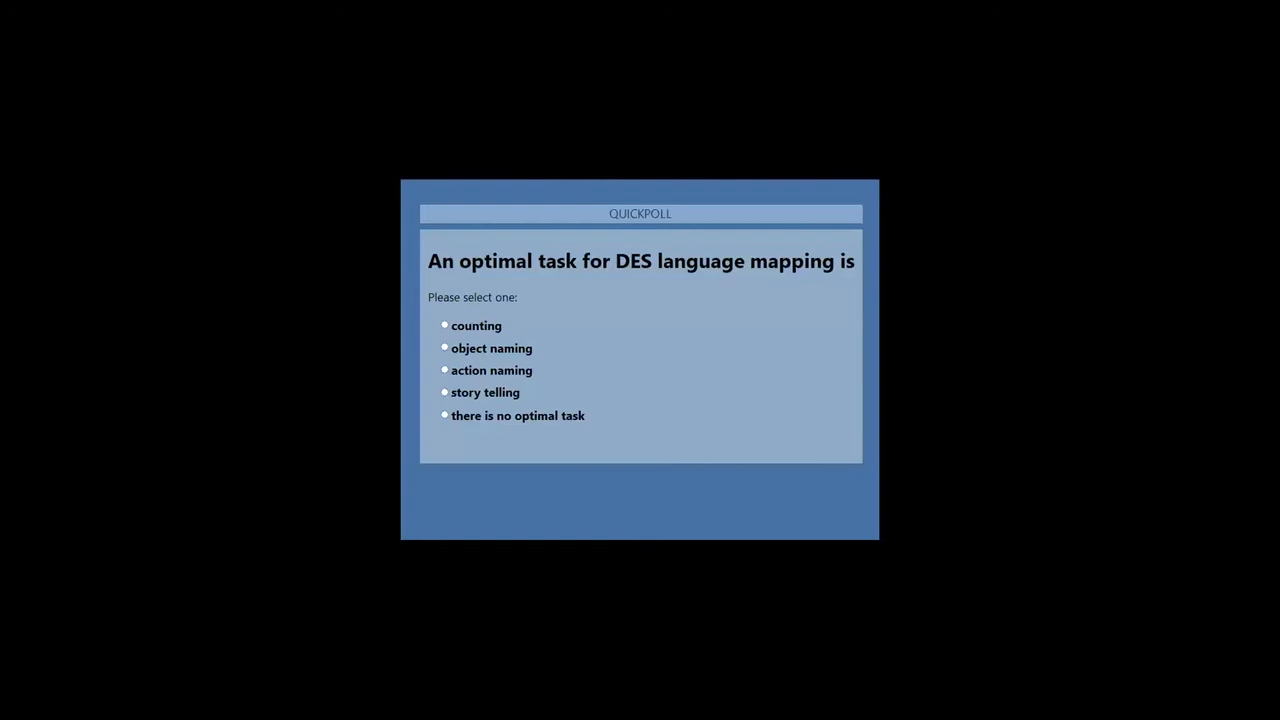 QUICKPOLL
An optimal task for DES language mapping is
Please select one:
counting
object naming
action naming
story telling
there is no optimal task